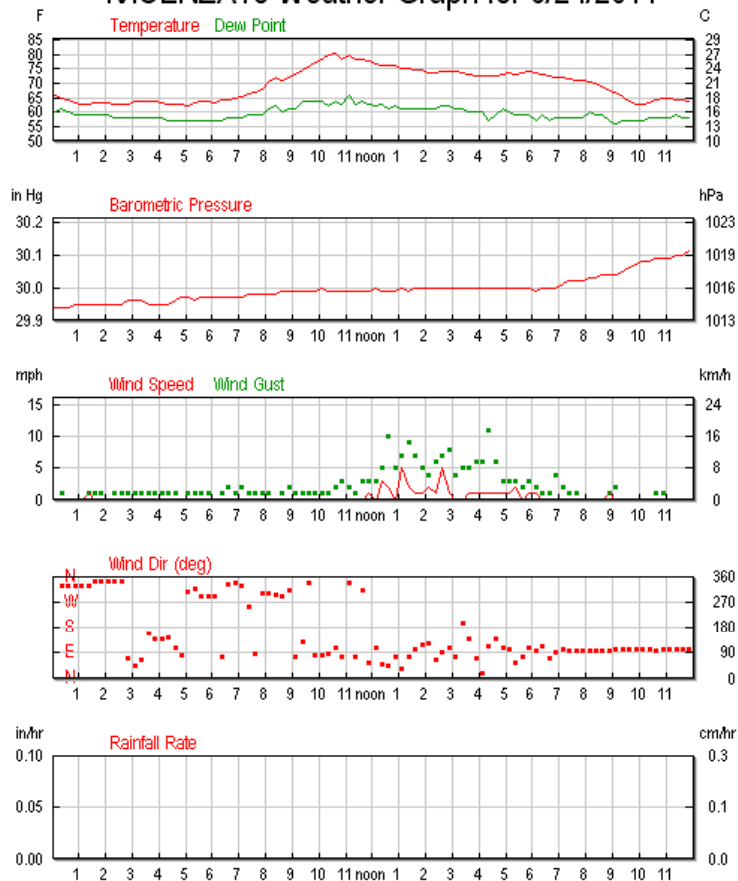 Weather Graph for
F Temperature Dew Point C
85 29
80 27
75 24
70 21
65 18
60 16
55 13
50 10
1 2 3 4 5 6 7 8 9 10 11 noon 1 2 3 4 5 6 7 8 9 10 11
in Hg Barometric Pressure hPa
30.2 1023
30.1 1019
30.0 1016
29.9 1013
1 2 3 4 5 6 7 8 9 10 11 noon 1 2 3 4 5 6 7 8 9 10 11
mph Wind Speed Wind Gust km/h
15 24
10 16
5 8
0 0
1 2 3 4 5 6 7 8 9 10 11 noon 1 2 3 4 5 6 7 8 9 10 11
Wind Dir (deg)
N 360
W 270
S 180
E 90
N 0
1 2 3 4 5 6 7 8 9 10 11 noon 1 2 3 4 5 6 7 8 9 10 11
in/hr Rainfall Rate cm/hr
0.10 0.3
0.05 0.1
0.00 0.0
1 2 3 4 5 6 7 8 9 10 11 noon 1 2 3 4 5 6 7 8 9 10 11